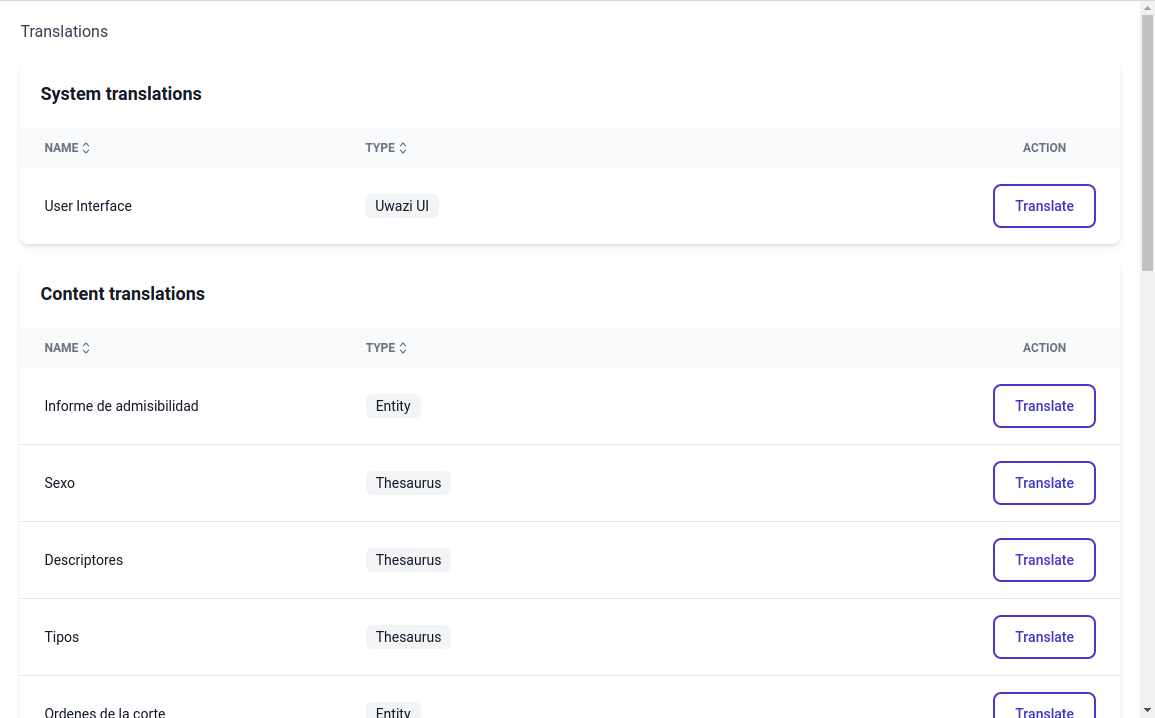 Translations
System translations
NAME TYPE ACTION
User Interface Uwazi UI Translate
Content translations
NAME TYPE ACTION
Informe de admisibilidad Entity Translate
Sexo Thesaurus Translate
Descriptores Thesaurus Translate
Tipos Thesaurus Translate
Ordenes de la corte Entity Translate